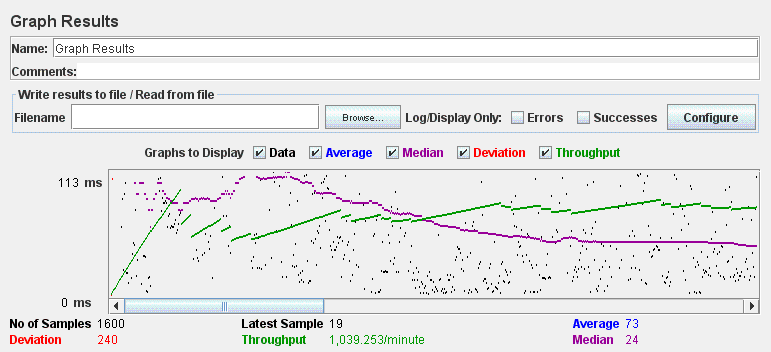 Graph Results
Name: Graph Results
Comments:
Write results to file / Read from file
Filename Browse... Log/Display Only: Errors Successes Configure
Graphs to Display Data Average Median Deviation Throughput
113 ms
0 ms
No of Samples 1600 Latest Sample 19 Average 73
Deviation 240 Throughput 1,039.253/minute Median 24